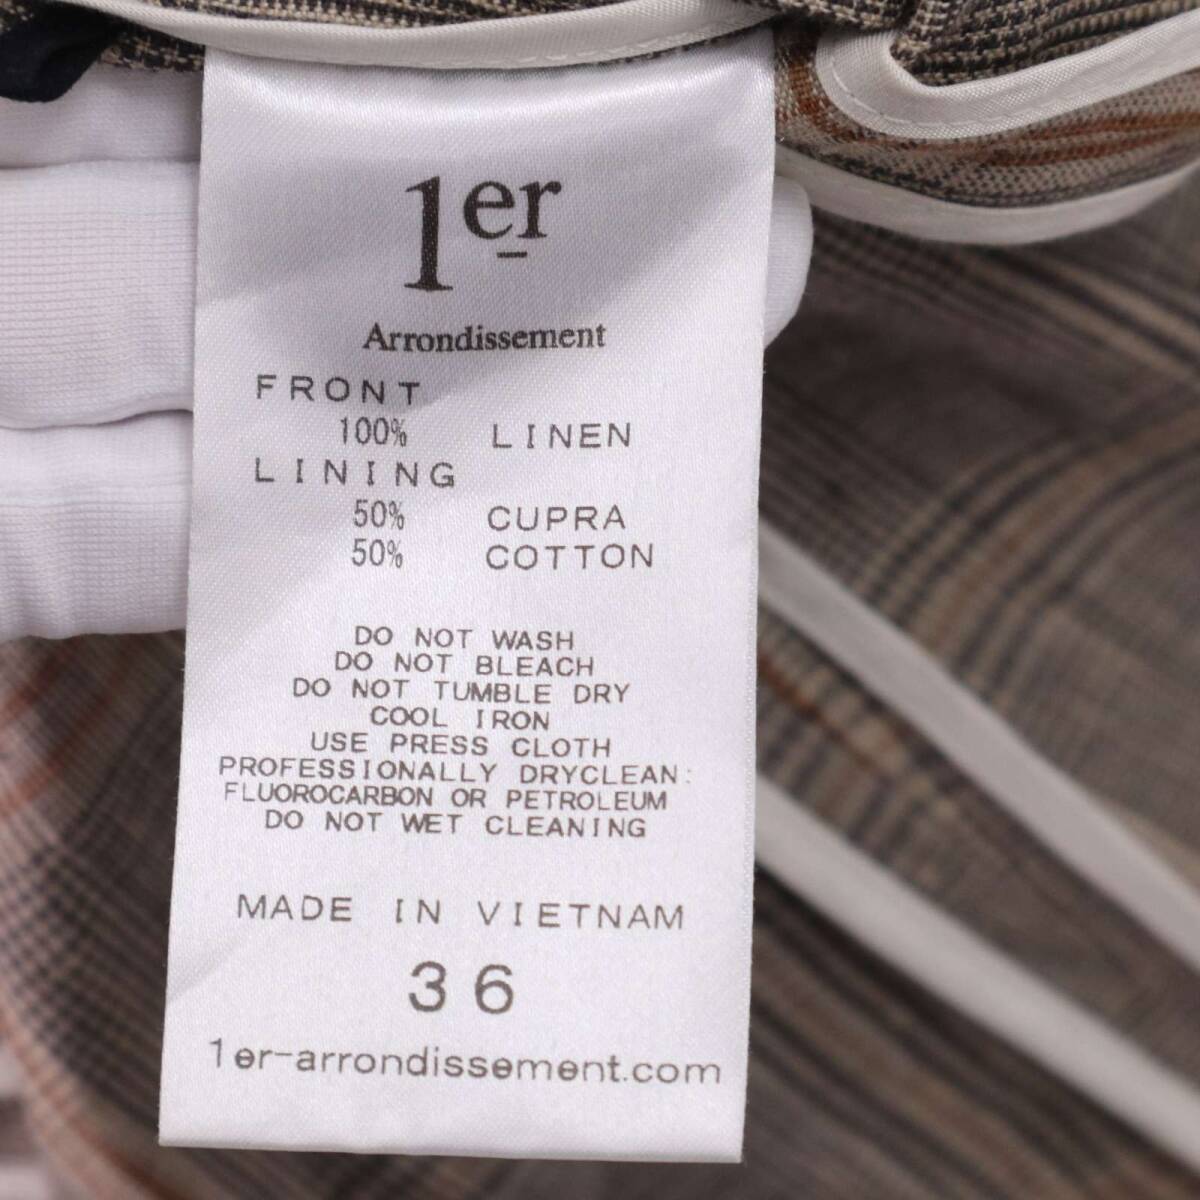 1er
Arrondissement
FRONT
100% LINEN
LINING
50% CUPRA
50% COTTON
DO NOT WASH
DO NOT BLEACH
DO NOT TUMBLE DRY
COOL IRON
USE PRESS CLOTH
PROFESSIONALLY DRYCLEAN:
FLUOROCARBON OR PETROLEUM
DO NOT WET CLEANING
MADE IN VIETNAM
36
1er-arrondissement.com